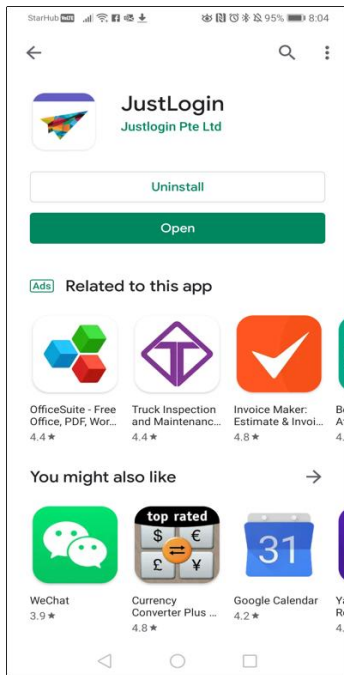 StarHub 95% 8:04
JustLogin
Justlogin Pte Ltd
Uninstall
Open
Ads Related to this app
OfficeSuite - Free
Office, PDF, Wor...
4.4★
Truck Inspection
and Maintenanc...
4.4★
Invoice Maker:
Estimate & Invoi...
4.8★
You might also like
top rated
$ €
£ ¥
31
WeChat
3.9★
Currency
Converter Plus ...
4.8★
Google Calendar
4.2★